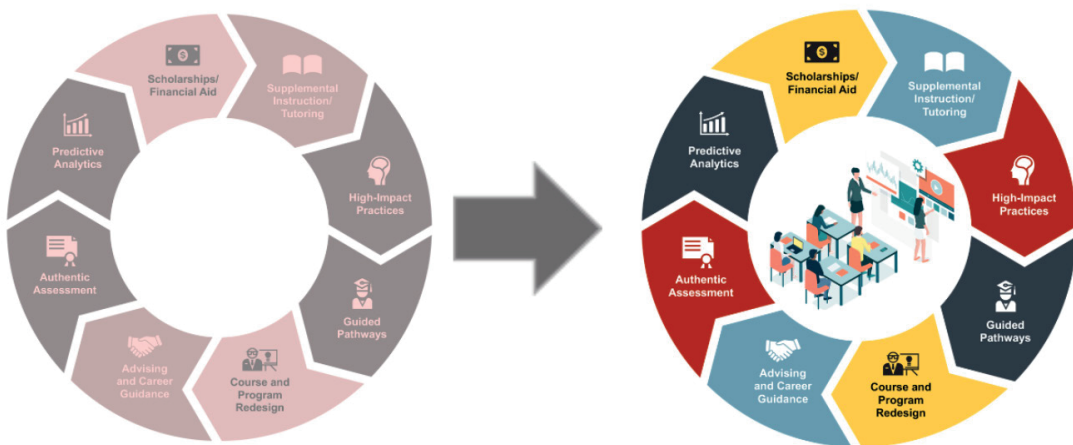 Scholarships/
Financial Aid
Supplemental
Instruction/
Tutoring
High-Impact
Practices
Guided
Pathways
Course and
Program
Redesign
Advising
and Career
Guidance
Authentic
Assessment
Predictive
Analytics
Scholarships/
Financial Aid
Supplemental
Instruction/
Tutoring
High-Impact
Practices
Guided
Pathways
Course and
Program
Redesign
Advising
and Career
Guidance
Authentic
Assessment
Predictive
Analytics